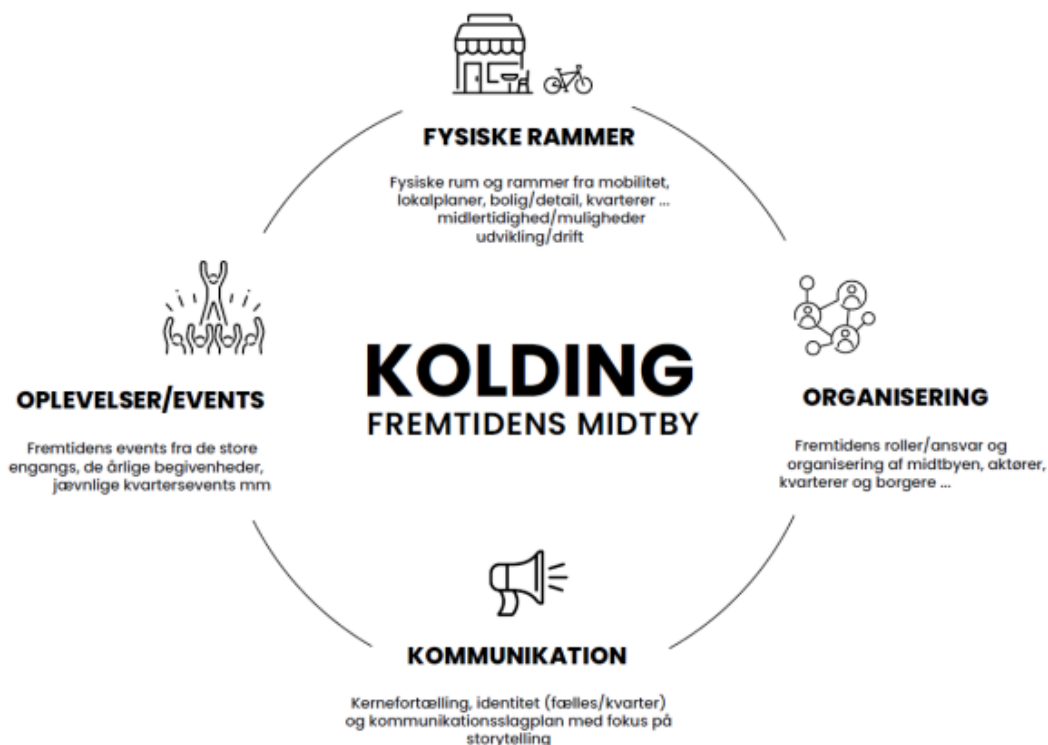 FYSISKE RAMMER
Fysiske rum og rammer fra mobilitet,
lokalplaner, bolig/detail, kvarterer ...
midlertidighed/muligheder
udvikling/drift
OPLEVELSER/EVENTS
Fremtidens events fra de store
engangs, de årlige begivenheder,
jævnlige kvartersevents mm
KOLDING
FREMTIDENS MIDTBY
ORGANISERING
Fremtidens roller/ansvar og
organisering af midtbyen, aktører,
kvarterer og borgere ...
KOMMUNIKATION
Kernefortælling, identitet (fælles/kvarter)
og kommunikationsslagplan med fokus på
storytelling